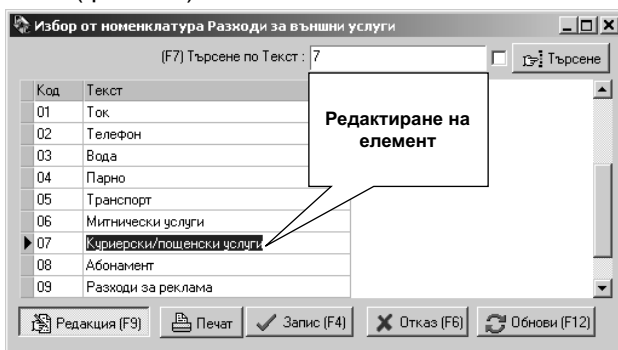 Избор от номенклатура Разходи за външни услуги
(F7) Търсене по Текст : 7 Търсене
Код Текст
01 Ток
02 Телефон
03 Вода
04 Парно
05 Транспорт
06 Митнически услуги
07 Куриерски/пощенски услуги
08 Абонамент
09 Разходи за реклама
Редактиране на
елемент
Редакция (F9) Печат Запис (F4) Отказ (F6) Обнови (F12)